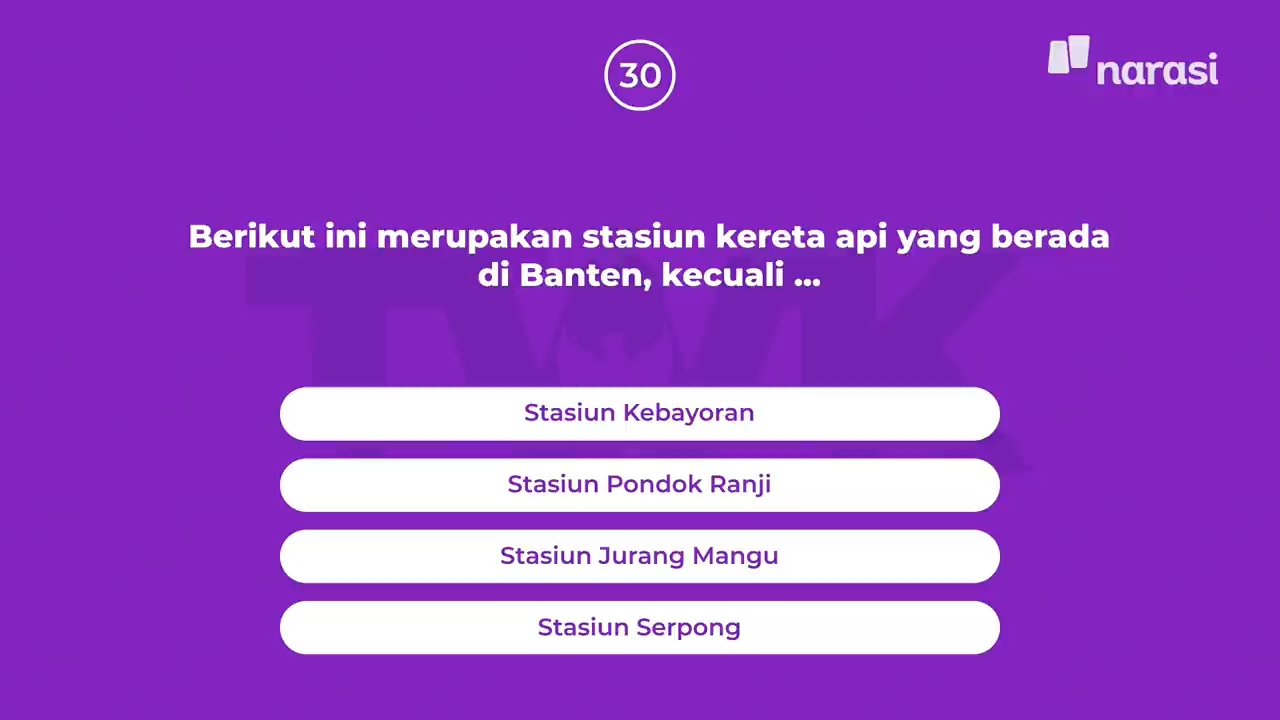 30
narasi
Berikut ini merupakan stasiun kereta api yang berada
di Banten, kecuali ...
TWK
Stasiun Kebayoran
Stasiun Pondok Ranji
Stasiun Jurang Mangu
Stasiun Serpong